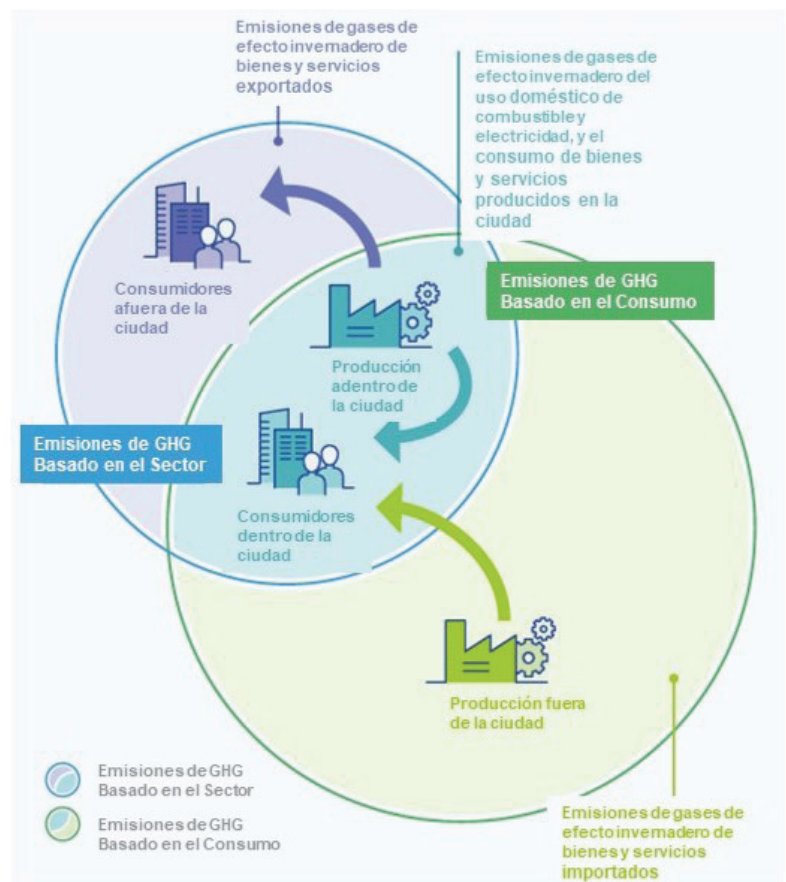 Emisiones de gases de
efecto invernadero de
bienes y servicios
exportados
Emisiones de gases de
efecto invernadero del
uso doméstico de
combustible y
electricidad, y el
consumo de bienes
y servicios
producidos en la
ciudad
Consumidores
afuera de la
ciudad
Emisiones de GHG
Basado en el Consumo
Producción
adentro de
la ciudad
Emisiones de GHG
Basado en el Sector
Consumidores
dentro de la
ciudad
Producción fuera
de la ciudad
Emisiones de GHG
Basado en el Sector
Emisiones de GHG
Basado en el Consumo
Emisiones de gases de
efecto invernadero de
bienes y servicios
importados